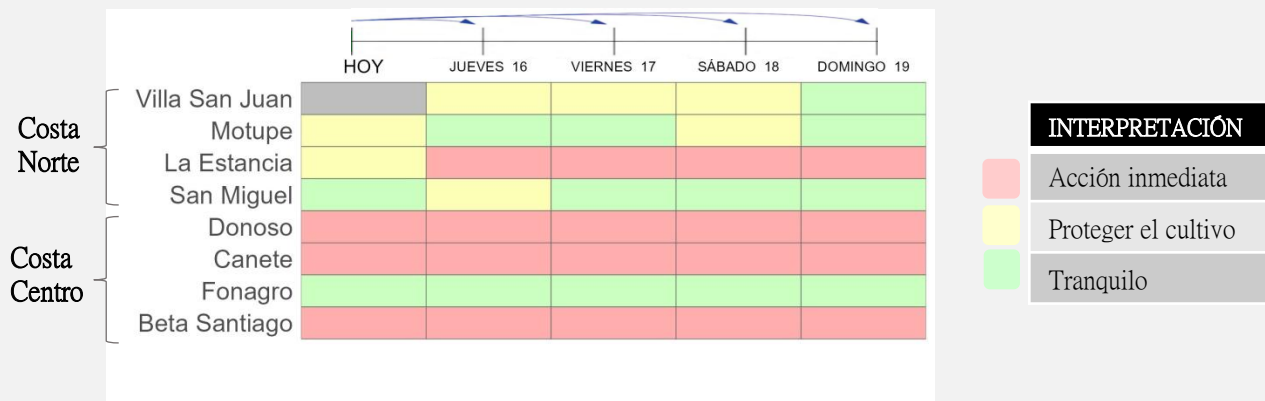 HOY JUEVES 16 VIERNES 17 SÁBADO 18 DOMINGO 19
Costa
Norte
Villa San Juan
Motupe
La Estancia
San Miguel
Costa
Centro
Donoso
Canete
Fonagro
Beta Santiago
INTERPRETACIÓN
Acción inmediata
Proteger el cultivo
Tranquilo